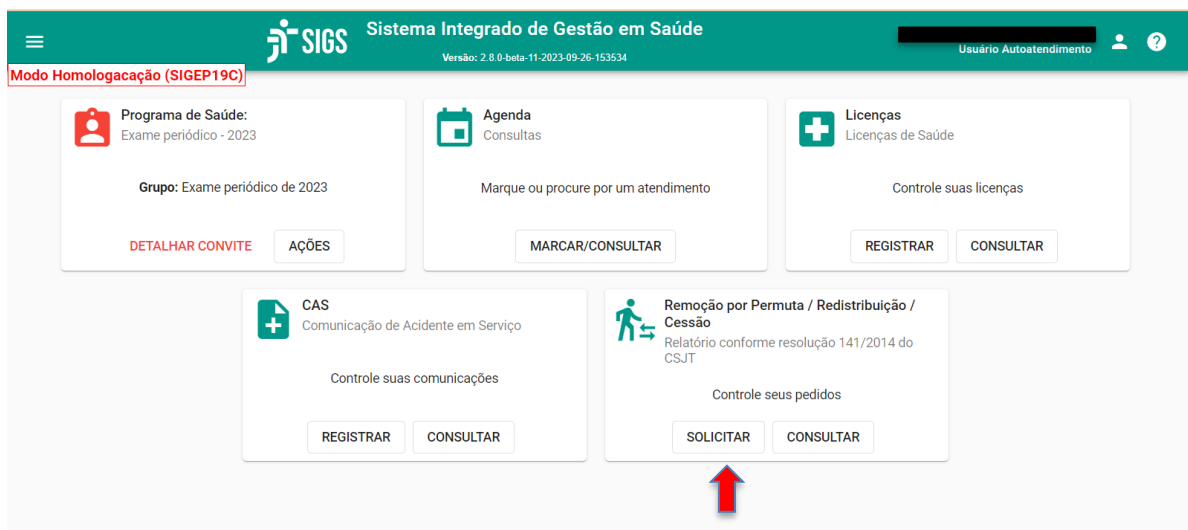 SIGS
Sistema Integrado de Gestão em Saúde
Versão: 2.8.0-beta-11-2023-09-26-153534
Usuário Autoatendimento
Modo Homologacação (SIGEP19C)
Programa de Saúde:
Exame periódico - 2023
Grupo: Exame periódico de 2023
DETALHAR CONVITE AÇÕES
Agenda
Consultas
Marque ou procure por um atendimento
MARCAR/CONSULTAR
Licenças
Licenças de Saúde
Controle suas licenças
REGISTRAR CONSULTAR
CAS
Comunicação de Acidente em Serviço
Controle suas comunicações
REGISTRAR CONSULTAR
Remoção por Permuta / Redistribuição /
Cessão
Relatório conforme resolução 141/2014 do
CSJT
Controle seus pedidos
SOLICITAR CONSULTAR